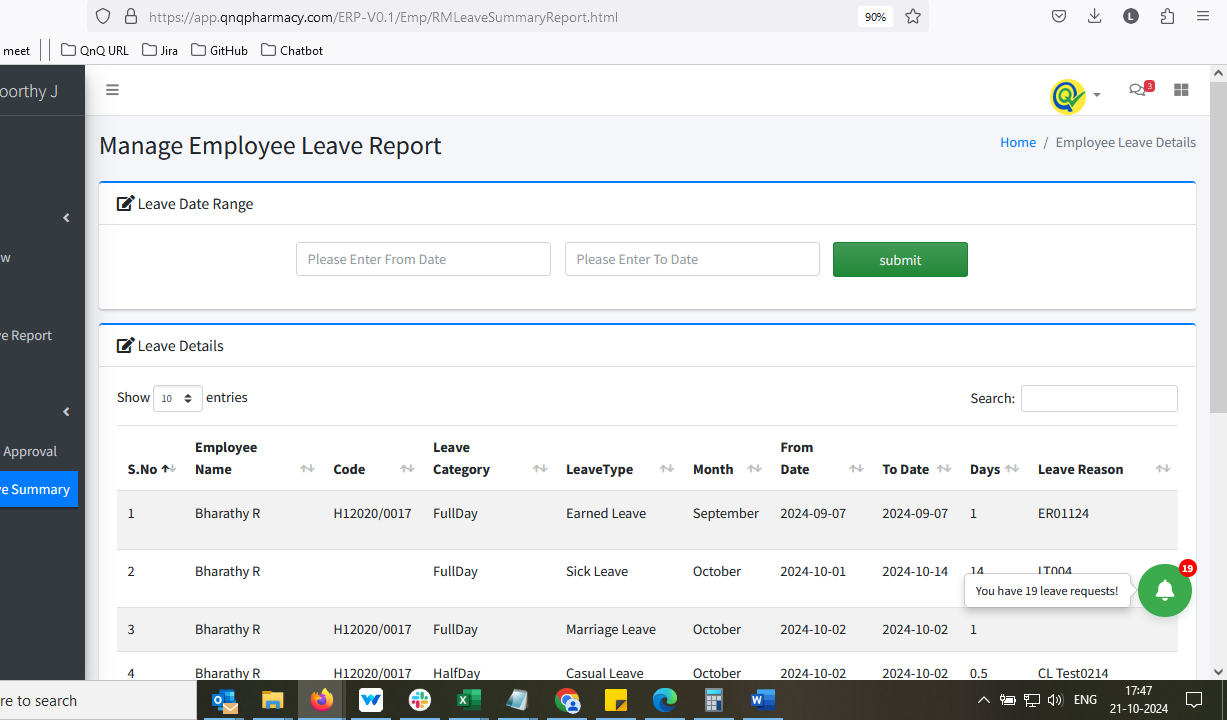 https://app.qnqpharmacy.com/ERP-V0.1/Emp/RMLeaveSummaryReport.html 90% L
meet QnQ URL Jira GitHub Chatbot
oorthy J 3
Manage Employee Leave Report Home / Employee Leave Details
Leave Date Range
w
Please Enter From Date Please Enter To Date submit
ve Report
Leave Details
Show 10 entries Search:
Approval
ve Summary
S.No Employee Name Code Leave Category LeaveType Month From Date To Date Days Leave Reason
1 Bharathy R H12020/0017 FullDay Earned Leave September 2024-09-07 2024-09-07 1 ER01124
2 Bharathy R FullDay Sick Leave October 2024-10-01 2024-10-14 14 LT004
19
You have 19 leave requests!
3 Bharathy R H12020/0017 FullDay Marriage Leave October 2024-10-02 2024-10-02 1
4 Bharathy R H12020/0017 HalfDay Casual Leave October 2024-10-02 2024-10-02 0.5 CL Test0214
re to search ENG 17:47
21-10-2024